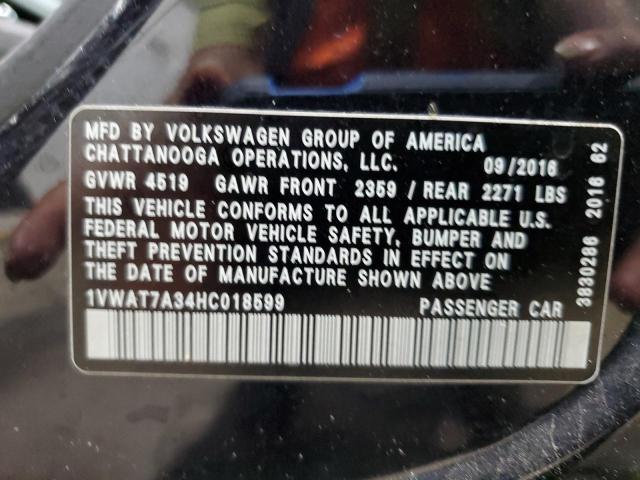 MFD BY VOLKSWAGEN GROUP OF AMERICA
CHATTANOOGA OPERATIONS, LLC. 09/2016
GVWR 4519 GAWR FRONT 2359 / REAR 2271 LBS
THIS VEHICLE CONFORMS TO ALL APPLICABLE U.S.
FEDERAL MOTOR VEHICLE SAFETY, BUMPER AND
THEFT PREVENTION STANDARDS IN EFFECT ON
THE DATE OF MANUFACTURE SHOWN ABOVE
1VWAT7A34HC018599 PASSENGER CAR
3830266 2016 62